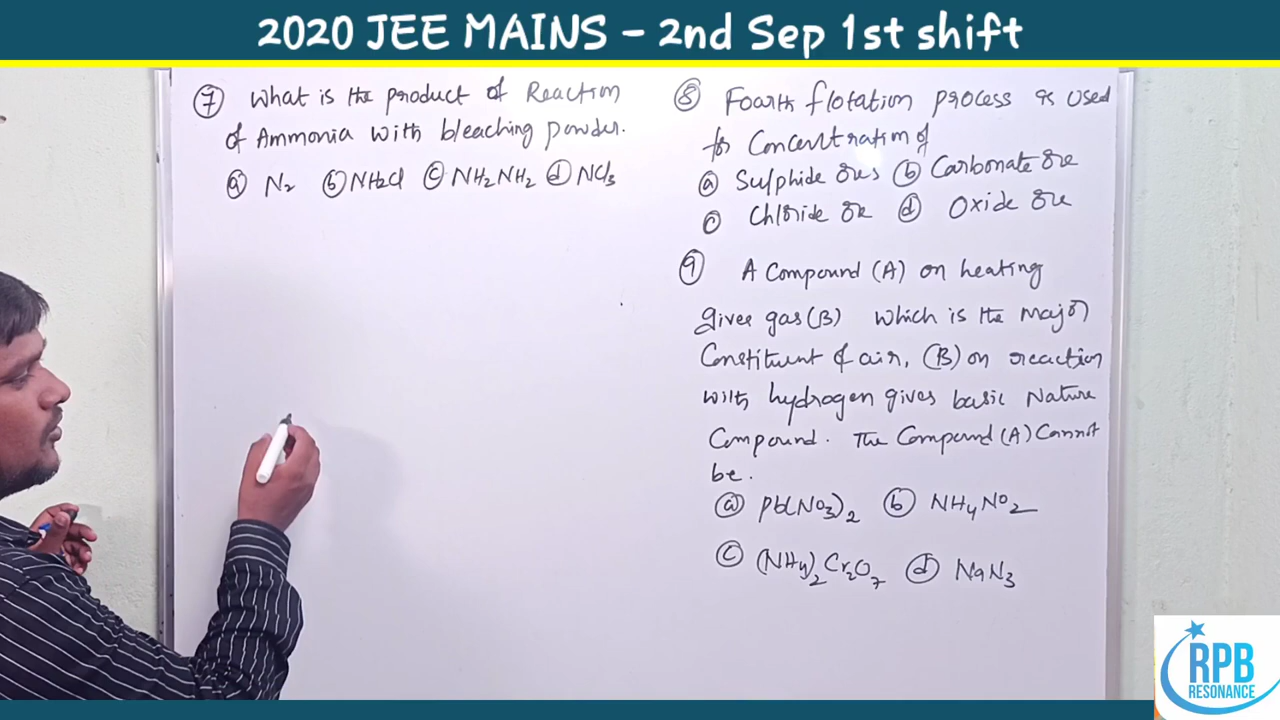 2020 JEE MAINS - 2nd Sep 1st shift
7 What is the product of Reaction
of Ammonia with bleaching powder.
a N2 b NH2Cl c NH2NH2 d NCl3
8 Fourth flotation process is used
for Concentration of
a Sulphide ores b Carbonate ore
c Chloride ore d Oxide ore
9 A Compound (A) on heating
gives gas(B) which is the Major
Constituent of air, (B) on reaction
with hydrogen gives basic Nature
Compound. The Compound (A) Cannot
be.
a Pb(NO3)2 b NH4NO2
c (NH4)2Cr2O7 d NaN3
RPB
RESONANCE